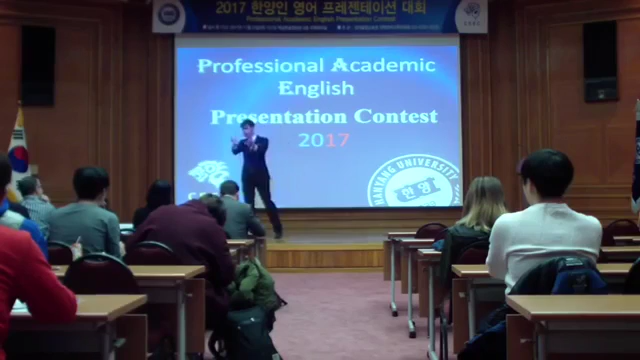 2017 한양인 영어 프레젠테이션 대회
Professional Academic English Presentation Contest
Professional Academic
English
Presentation Contest
2017
HANYANG UNIVERSITY
한양